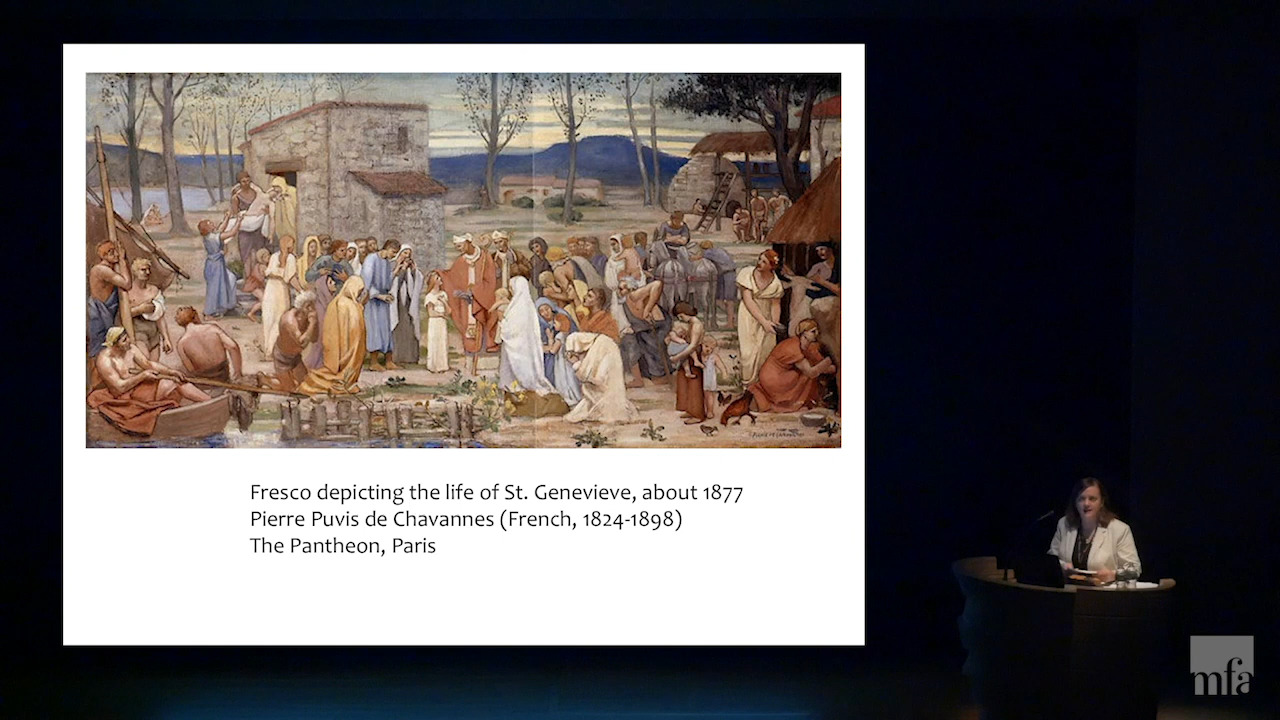 Fresco depicting the life of St. Genevieve, about 1877
Pierre Puvis de Chavannes (French, 1824-1898)
The Pantheon, Paris
mfa